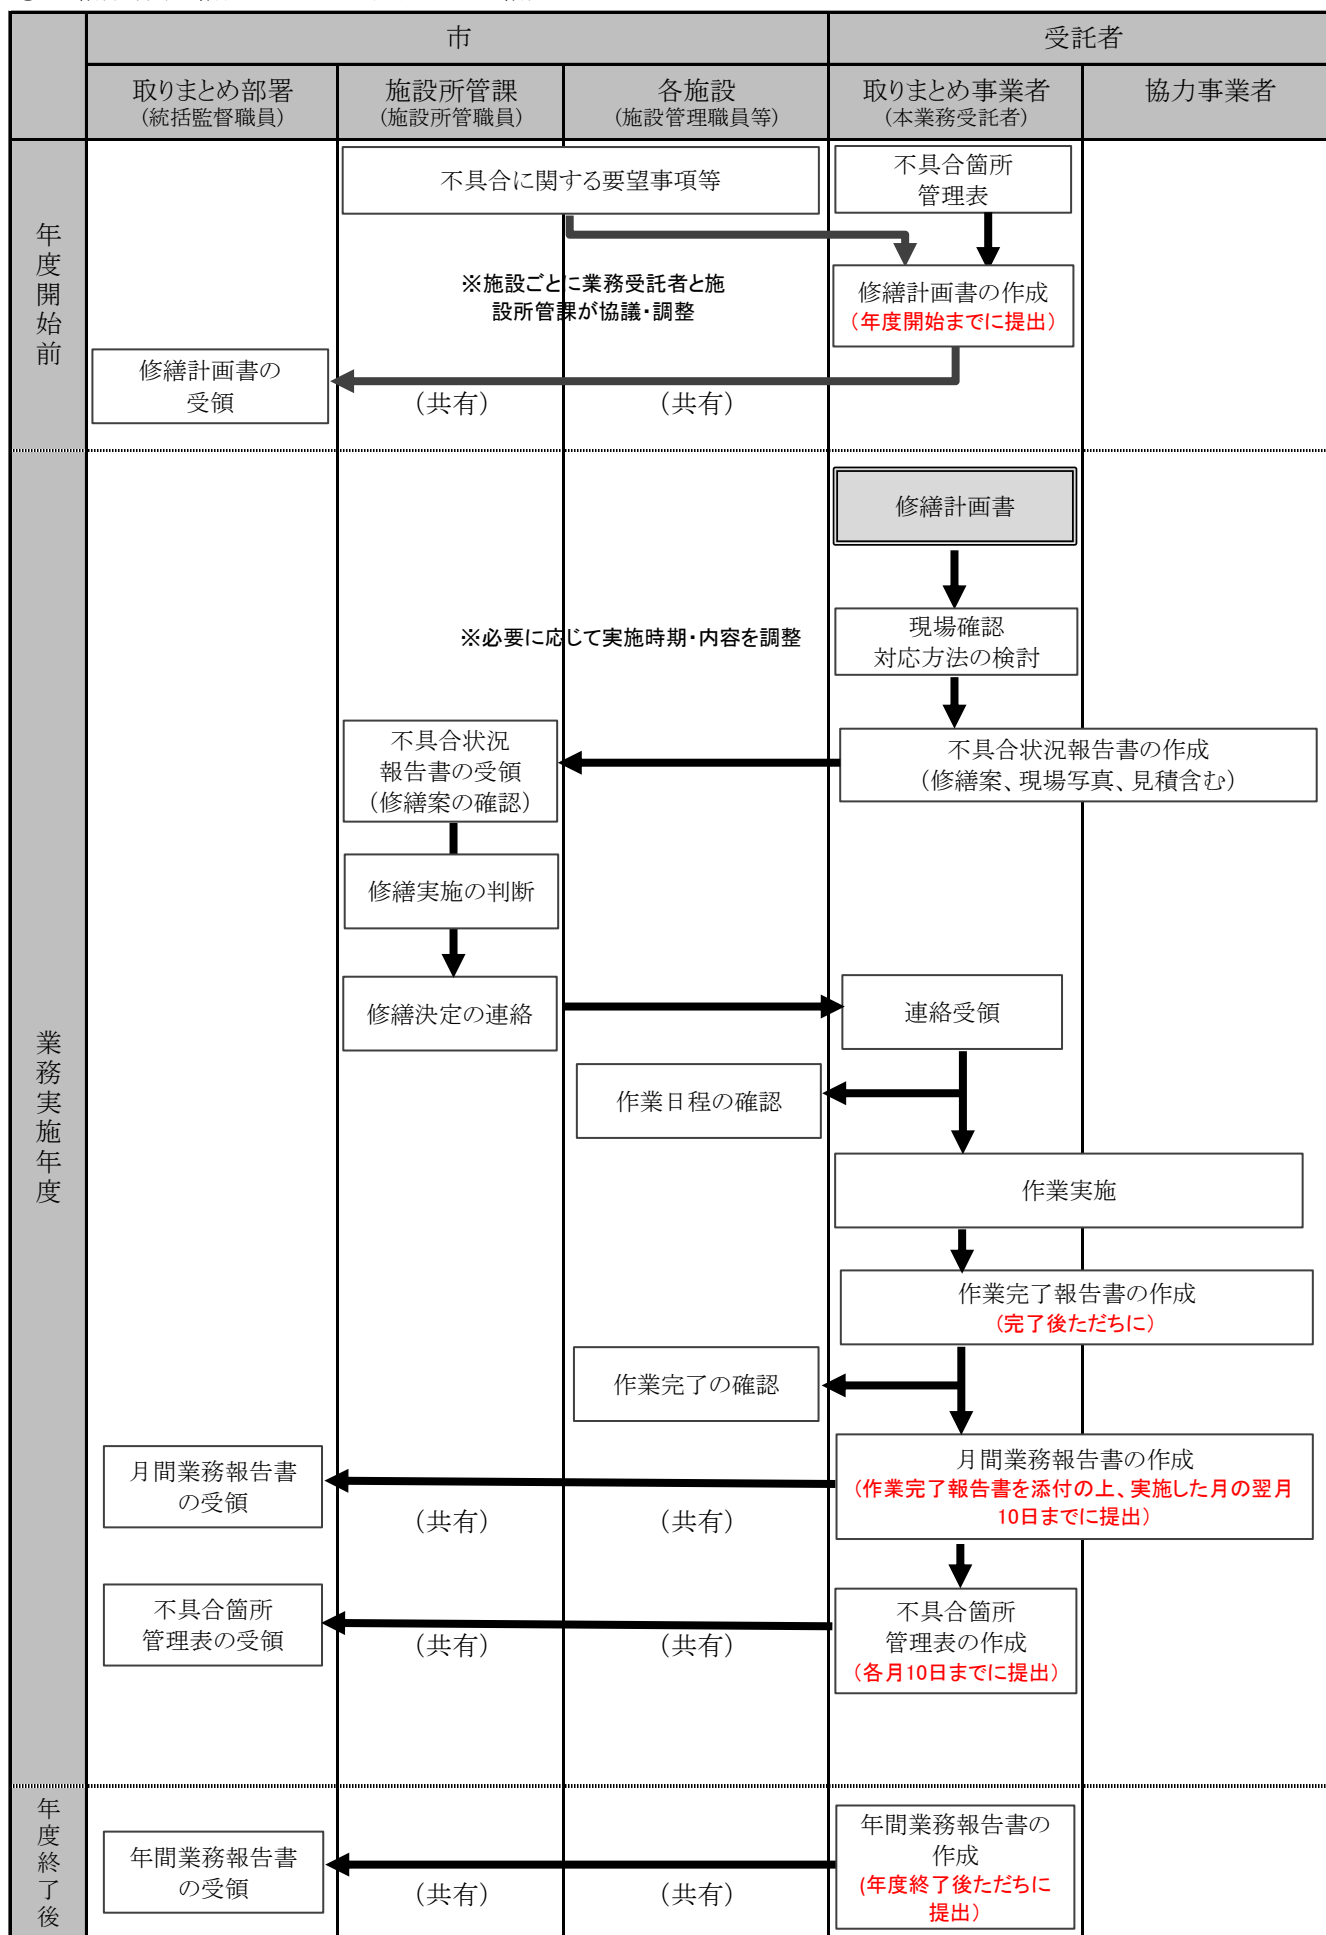 市
受託者
取りまとめ部署
（統括監督職員）
施設所管課
（施設所管職員）
各施設
（施設管理職員等）
取りまとめ事業者
（本業務受託者）
協力事業者
年度開始前
不具合に関する要望事項等
不具合箇所
管理表
※施設ごとに業務受託者と施
設所管課が協議・調整
修繕計画書の作成
（年度開始までに提出）
修繕計画書の
受領
（共有）
（共有）
業務実施年度
修繕計画書
※必要に応じて実施時期・内容を調整
現場確認
対応方法の検討
不具合状況
報告書の受領
（修繕案の確認）
不具合状況報告書の作成
（修繕案、現場写真、見積含む）
修繕実施の判断
修繕決定の連絡
連絡受領
作業日程の確認
作業実施
作業完了報告書の作成
（完了後ただちに）
作業完了の確認
月間業務報告書
の受領
（共有）
（共有）
月間業務報告書の作成
（作業完了報告書を添付の上、実施した月の翌月
10日までに提出）
不具合箇所
管理表の受領
（共有）
（共有）
不具合箇所
管理表の作成
（各月10日までに提出）
年度終了後
年間業務報告書
の受領
（共有）
（共有）
年間業務報告書の
作成
（年度終了後ただちに
提出）